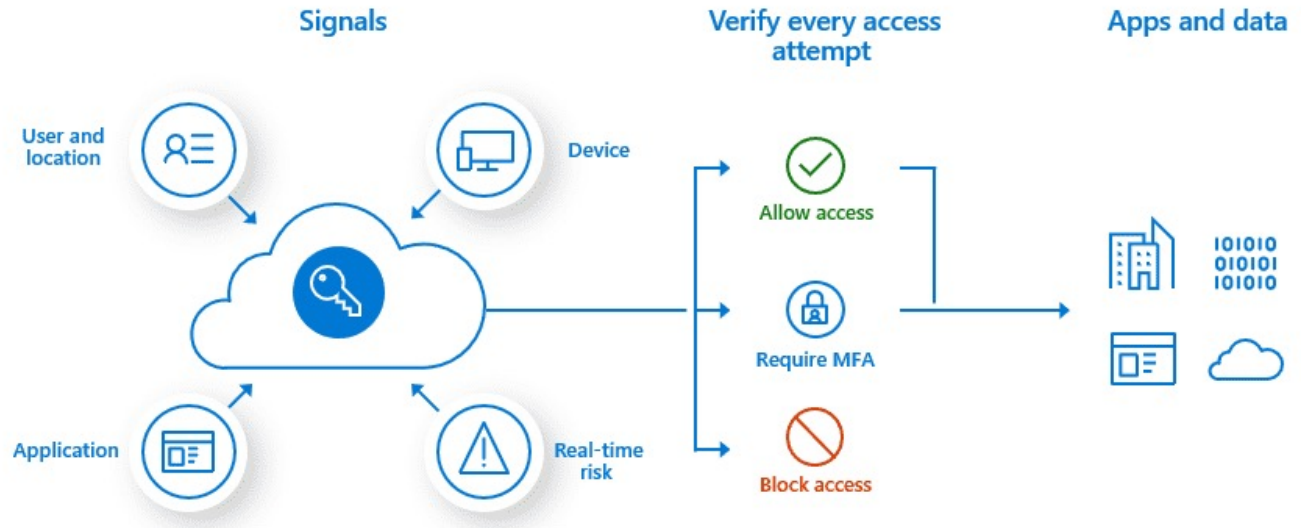 Signals
Verify every access
attempt
Apps and data
User and
location
Device
Allow access
101010
010101
101010
Require MFA
Application
Real-time
risk
Block access